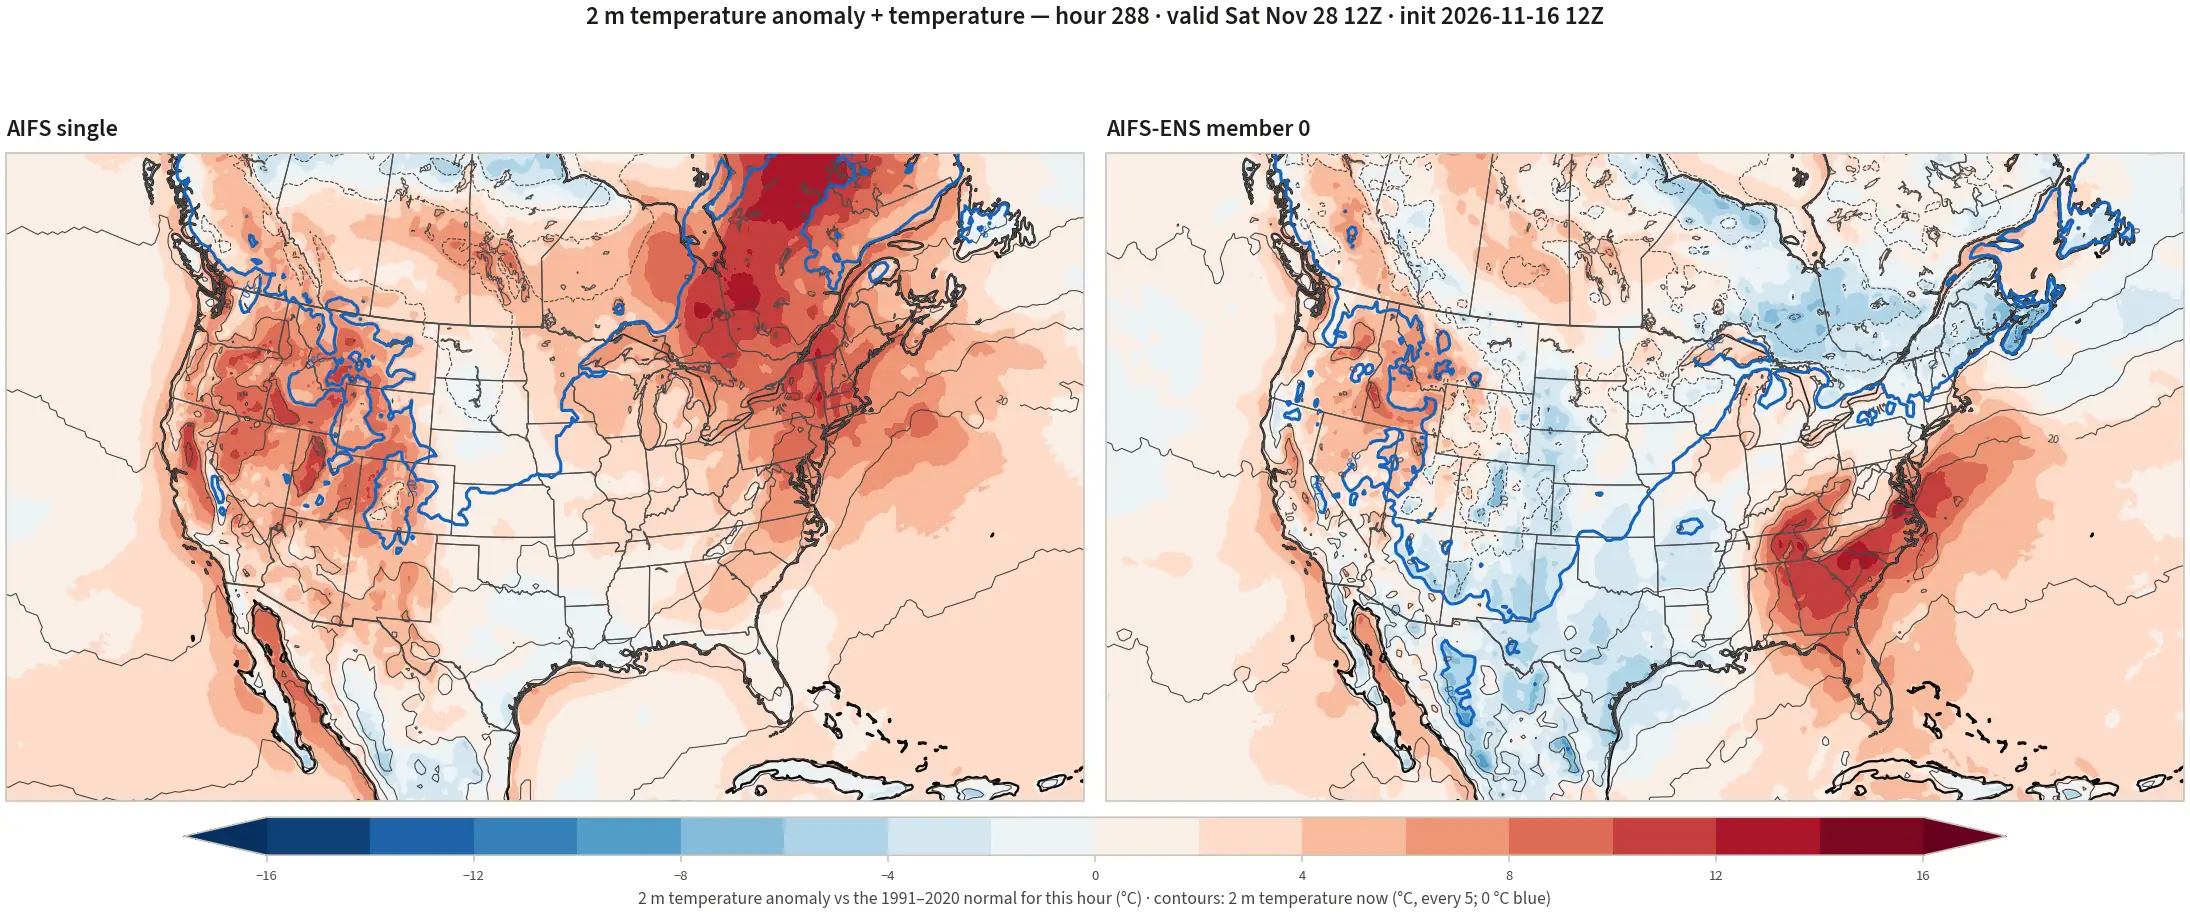 2 m temperature anomaly + temperature — hour 288 · valid Sat Nov 28 12Z · init 2026-11-16 12Z
AIFS single
AIFS-ENS member 0
20
−16 −12 −8 −4 0 4 8 12 16
2 m temperature anomaly vs the 1991–2020 normal for this hour (°C) · contours: 2 m temperature now (°C, every 5; 0 °C blue)